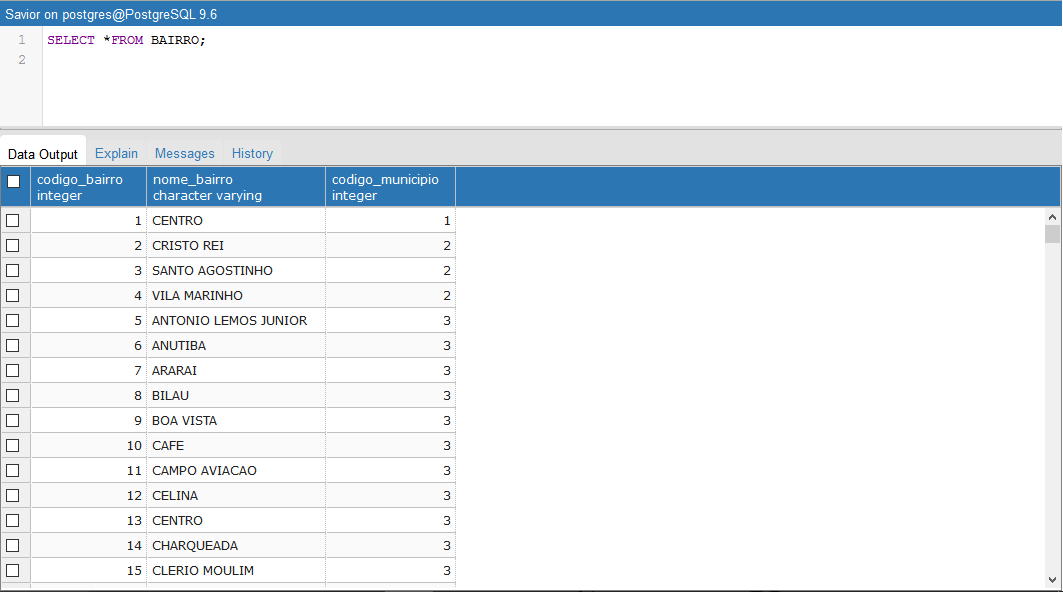 Savior on postgres@PostgreSQL 9.6
1 SELECT *FROM BAIRRO;
2
Data Output Explain Messages History
codigo_bairro nome_bairro codigo_municipio
integer character varying integer
1 CENTRO 1
2 CRISTO REI 2
3 SANTO AGOSTINHO 2
4 VILA MARINHO 2
5 ANTONIO LEMOS JUNIOR 3
6 ANUTIBA 3
7 ARARAI 3
8 BILAU 3
9 BOA VISTA 3
10 CAFE 3
11 CAMPO AVIACAO 3
12 CELINA 3
13 CENTRO 3
14 CHARQUEADA 3
15 CLERIO MOULIM 3